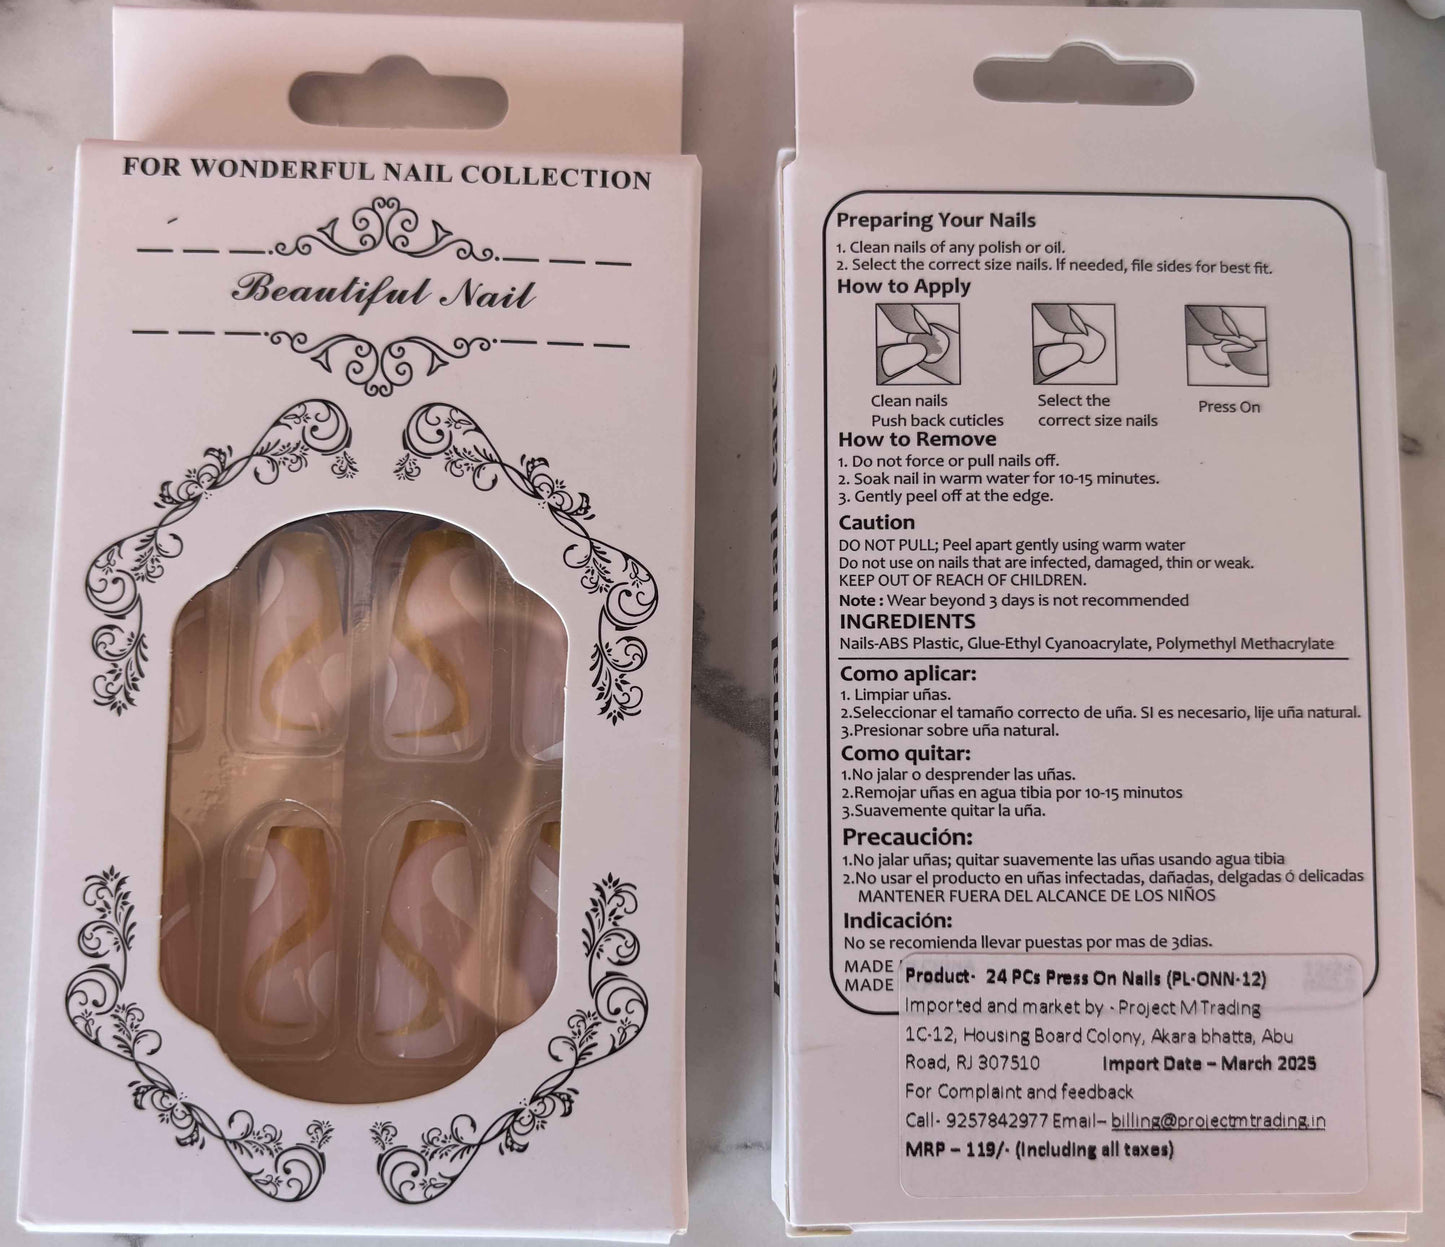 FOR WONDERFUL NAIL COLLECTION
Beautiful Nail
Professional nail care
Preparing Your Nails
1. Clean nails of any polish or oil.
2. Select the correct size nails. If needed, file sides for best fit.
How to Apply
Clean nails
Push back cuticles
Select the
correct size nails
Press On
How to Remove
1. Do not force or pull nails off.
2. Soak nail in warm water for 10-15 minutes.
3. Gently peel off at the edge.
Caution
DO NOT PULL; Peel apart gently using warm water
Do not use on nails that are infected, damaged, thin or weak.
KEEP OUT OF REACH OF CHILDREN.
Note : Wear beyond 3 days is not recommended
INGREDIENTS
Nails-ABS Plastic, Glue-Ethyl Cyanoacrylate, Polymethyl Methacrylate
Como aplicar:
1. Limpiar uñas.
2.Seleccionar el tamaño correcto de uña. SI es necesario, lije uña natural.
3.Presionar sobre uña natural.
Como quitar:
1.No jalar o desprender las uñas.
2.Remojar uñas en agua tibia por 10-15 minutos
3.Suavemente quitar la uña.
Precaución:
1.No jalar uñas; quitar suavemente las uñas usando agua tibia
2.No usar el producto en uñas infectadas, dañadas, delgadas ó delicadas
MANTENER FUERA DEL ALCANCE DE LOS NIÑOS
Indicación:
No se recomienda llevar puestas por mas de 3dias.
MADE
MADE
Product- 24 PCs Press On Nails (PL-ONN-12)
Imported and market by - Project M Trading
1C-12, Housing Board Colony, Akara bhatta, Abu
Road, RJ 307510 Import Date – March 2025
For Complaint and feedback
Call- 9257842977 Email– billing@projectmtrading.in
MRP – 119/- (Including all taxes)